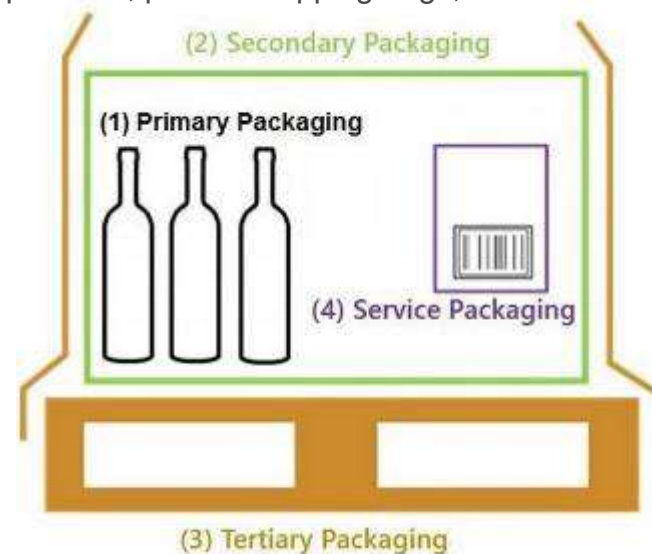 (2) Secondary Packaging
(1) Primary Packaging
(4) Service Packaging
(3) Tertiary Packaging